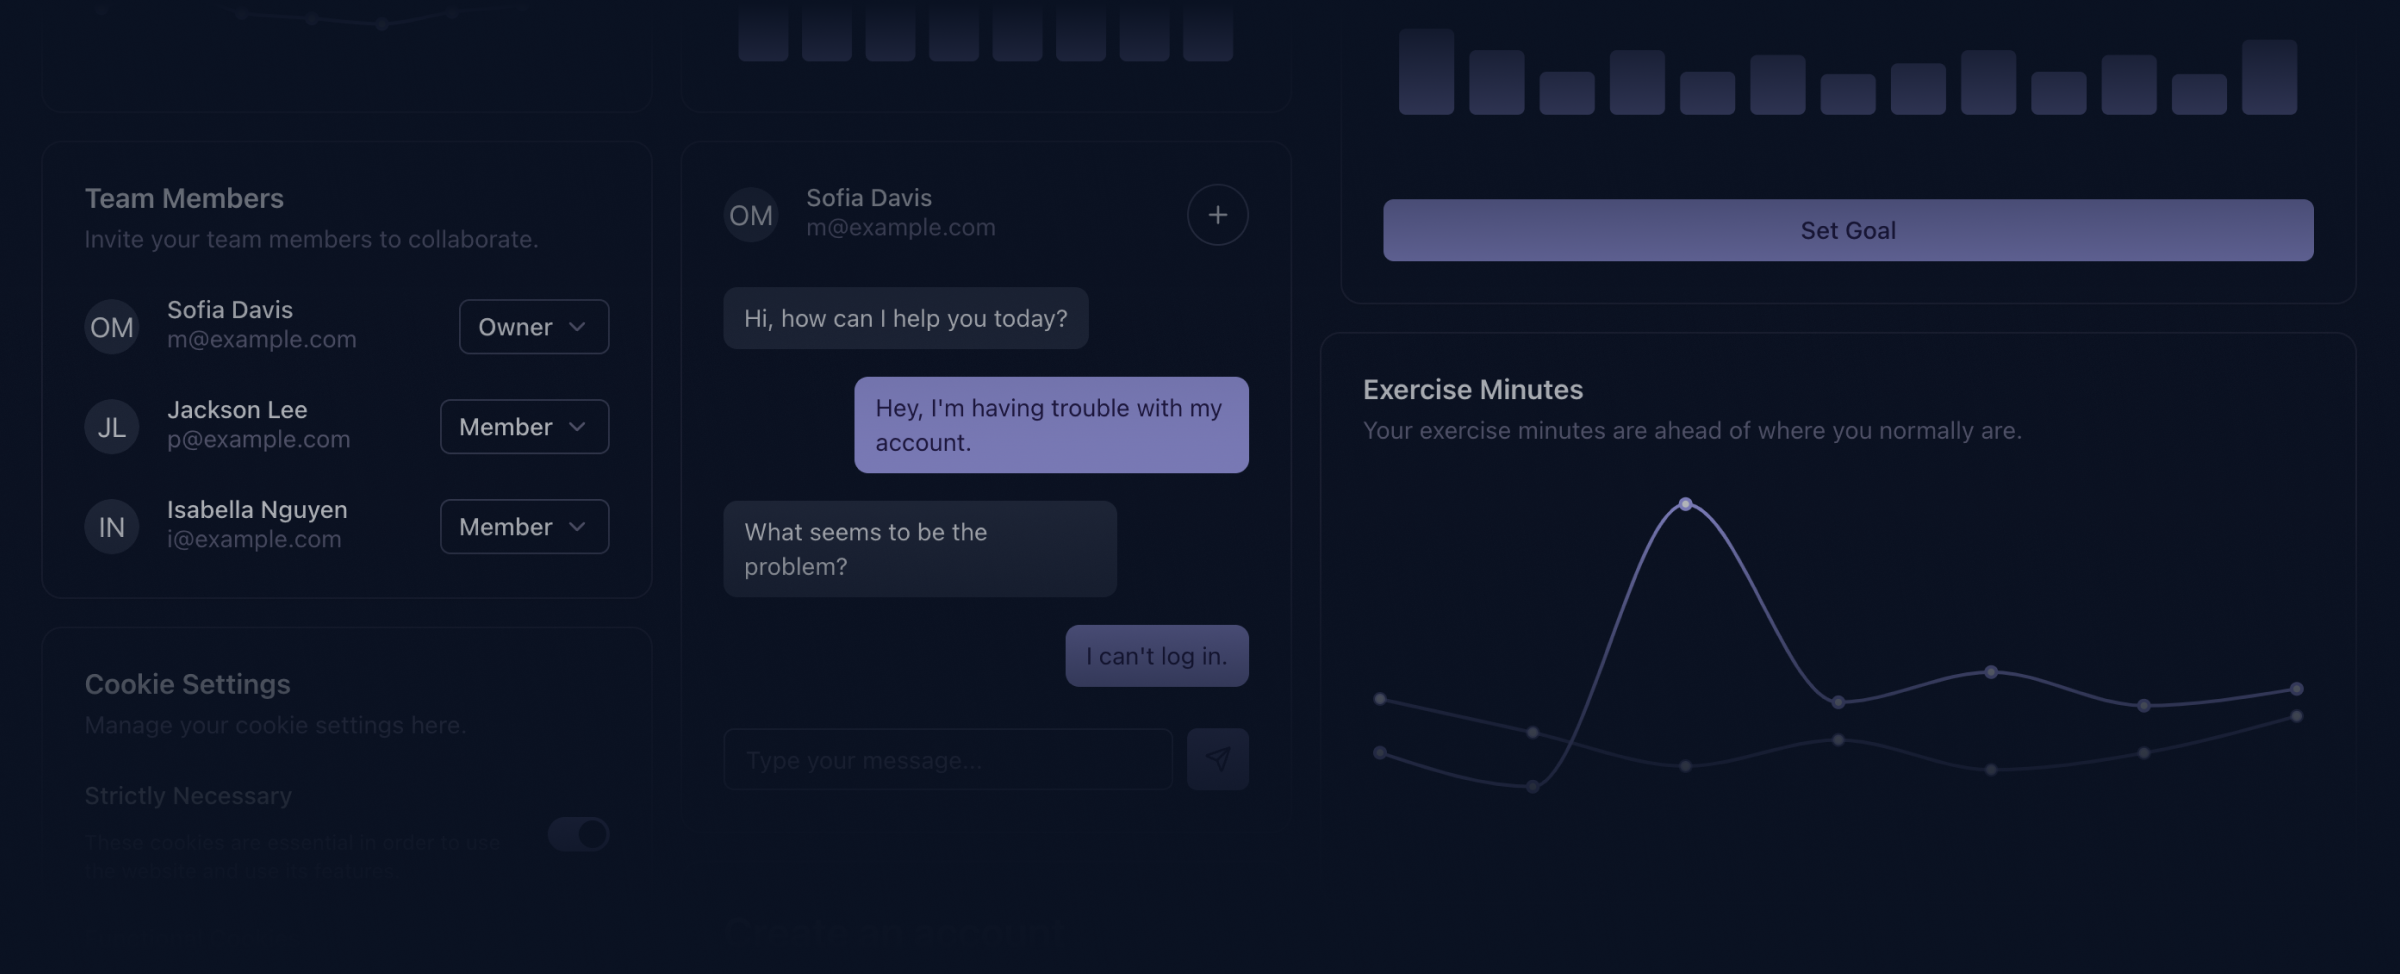 Team Members
Invite your team members to collaborate.
OM
Sofia Davis
m@example.com
Owner
JL
Jackson Lee
p@example.com
Member
IN
Isabella Nguyen
i@example.com
Member
Cookie Settings
Manage your cookie settings here.
Strictly Necessary
These cookies are essential in order to use
the website and use its features.
OM
Sofia Davis
m@example.com
Hi, how can I help you today?
Hey, I'm having trouble with my
account.
What seems to be the
problem?
I can't log in.
Type your message...
Create an account
Set Goal
Exercise Minutes
Your exercise minutes are ahead of where you normally are.